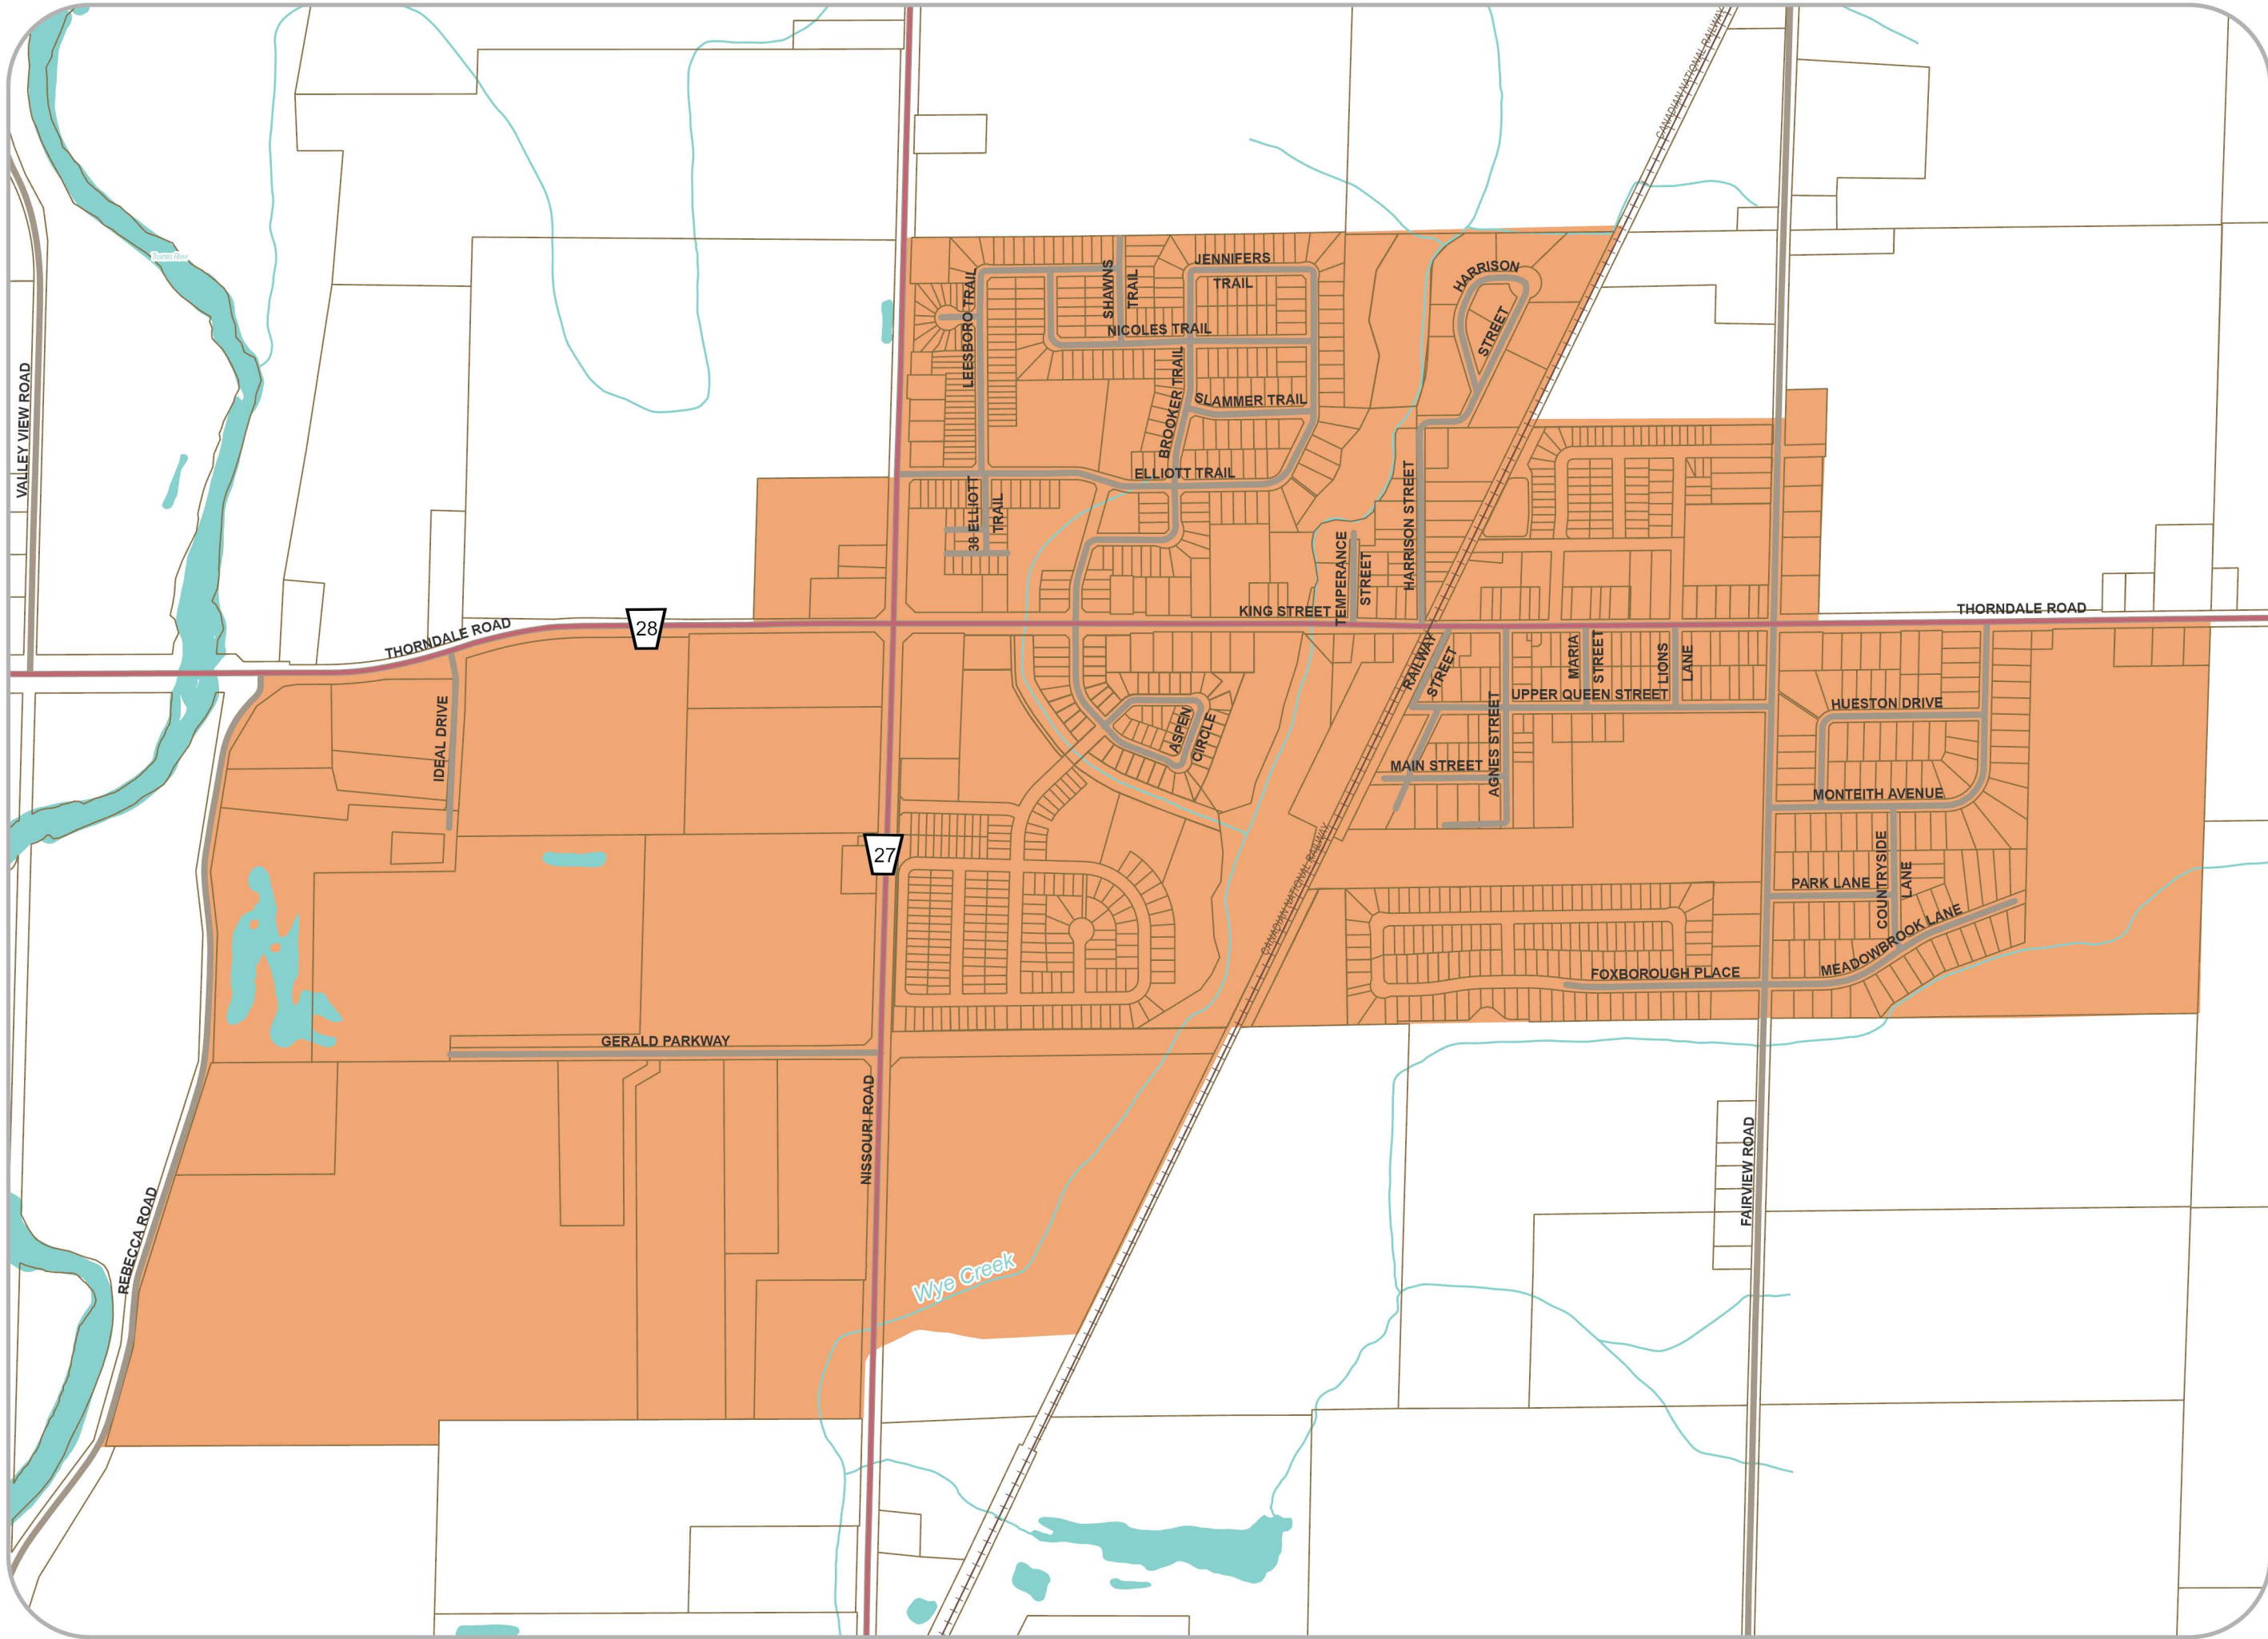 CANADIAN NATIONAL RAILWAY
Thames River
JENNIFERS
TRAIL
HARRISON
STREET
SHAWNS
TRAIL
LEESBORO TRAIL
NICOLES TRAIL
VALLEY VIEW ROAD
BROOKER TRAIL
SLAMMER TRAIL
ELLIOTT TRAIL
38 ELLIOTT
TRAIL
HARRISON STREET
TEMPERANCE
STREET
KING STREET
THORNDALE ROAD
THORNDALE ROAD
28
RAILWAY
STREET
MARIA
STREET
LIONS
LANE
UPPER QUEEN STREET
HUESTON DRIVE
IDEAL DRIVE
ASPEN
CIRCLE
AGNES STREET
MAIN STREET
MONTEITH AVENUE
27
CANADIAN NATIONAL RAILWAY
COUNTRYSIDE
LANE
PARK LANE
MEADOWBROOK LANE
FOXBOROUGH PLACE
GERALD PARKWAY
NISSOURI ROAD
FAIRVIEW ROAD
REBECCA ROAD
Wye Creek